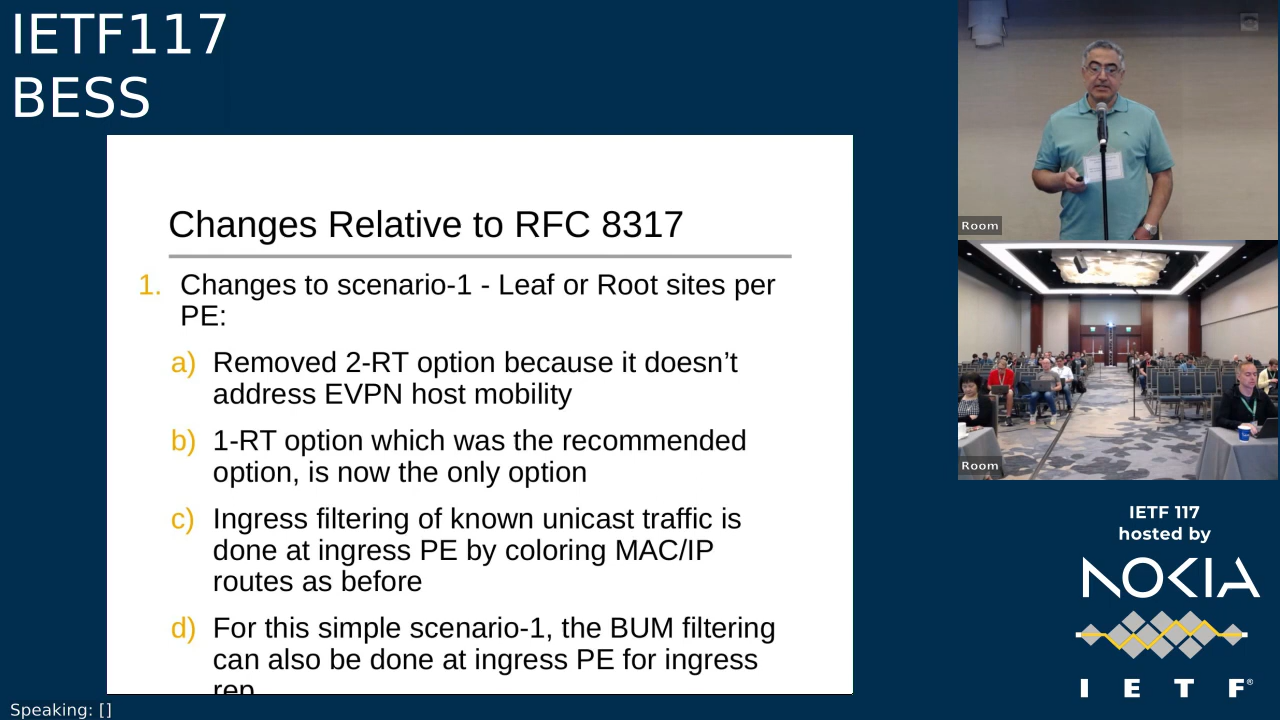 IETF117
BESS
Changes Relative to RFC 8317
1. Changes to scenario-1 - Leaf or Root sites per
PE:
a) Removed 2-RT option because it doesn’t
address EVPN host mobility
b) 1-RT option which was the recommended
option, is now the only option
c) Ingress filtering of known unicast traffic is
done at ingress PE by coloring MAC/IP
routes as before
d) For this simple scenario-1, the BUM filtering
can also be done at ingress PE for ingress
rep
Speaking: []
Room
Room
IETF 117
hosted by
NOKIA
I E T F®